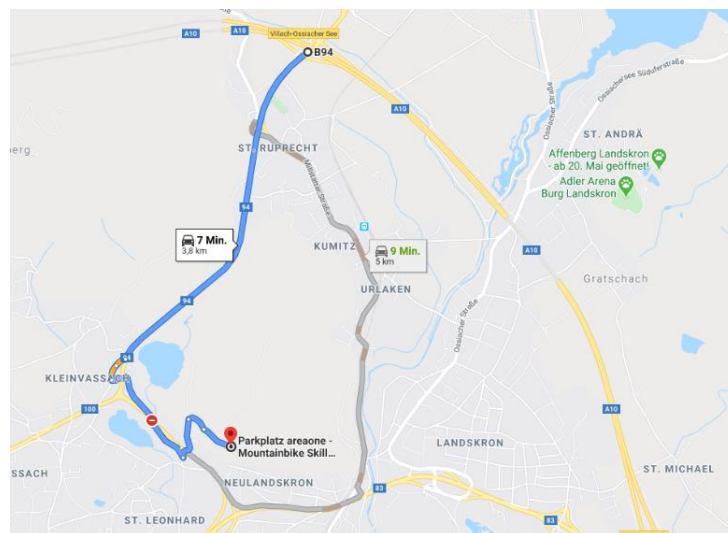 A10
A10
Villach-Ossiacher See
B94
A10
Ossiacher Straße
Ossiachersee Süduferstraße
ST. ANDRÄ
ST. RUPRECHT
Affenberg Landskron
- ab 20. Mai geöffnet!
Adler Arena
Burg Landskron
Millstätter Straße
94
7 Min.
3,8 km
KUMITZ
9 Min.
5 km
A10
Gratschach
URLAKEN
94
Ossiacher Straße
94
KLEINVASSACH
100
A10
Parkplatz areaone -
Mountainbike Skill...
LANDSKRON
SSACH
NEULANDSKRON
ST. MICHAEL
83
ST. LEONHARD
83